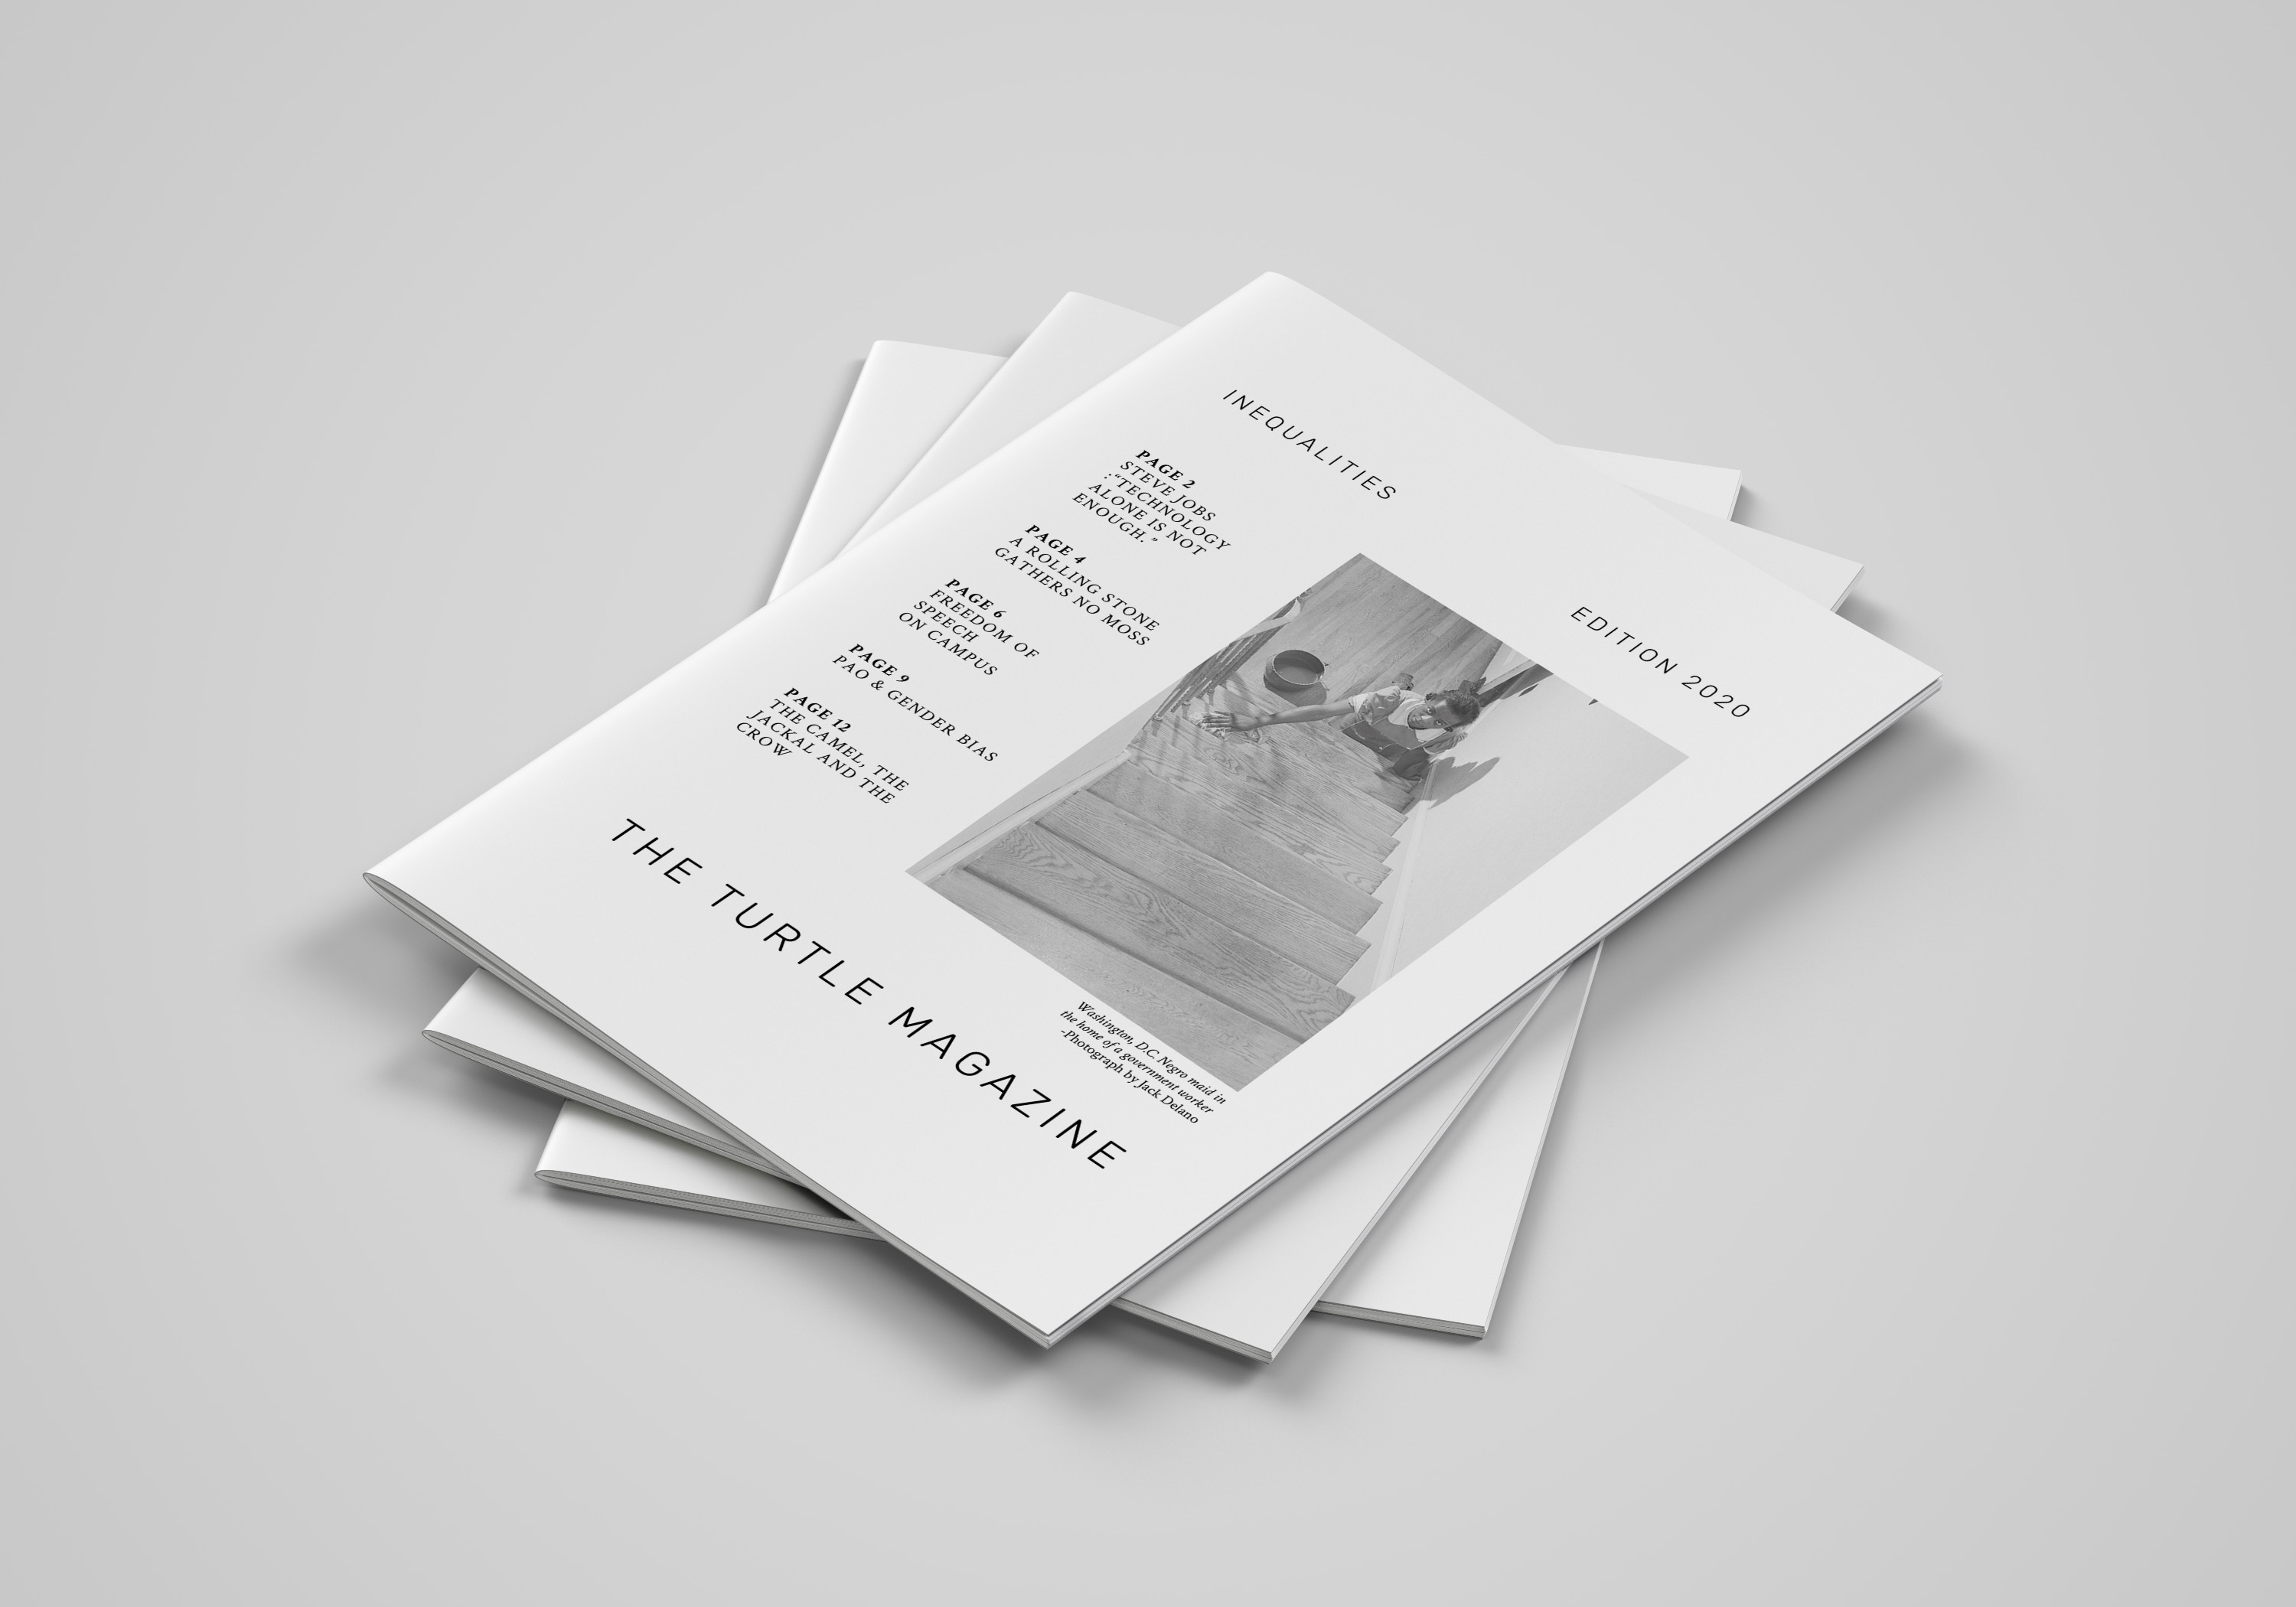 INEQUALITIES
EDITION 2020
PAGE 2
STEVE JOBS
:"TECHNOLOGY
ALONE IS NOT
ENOUGH."
PAGE 4
A ROLLING STONE
GATHERS NO MOSS
PAGE 6
FREEDOM OF
SPEECH
ON CAMPUS
PAGE 9
PAO & GENDER BIAS
PAGE 12
THE CAMEL, THE
JACKAL AND THE
CROW
Washington, D.C. Negro maid in
the home of a government worker
-Photograph by Jack Delano
THE TURTLE MAGAZINE